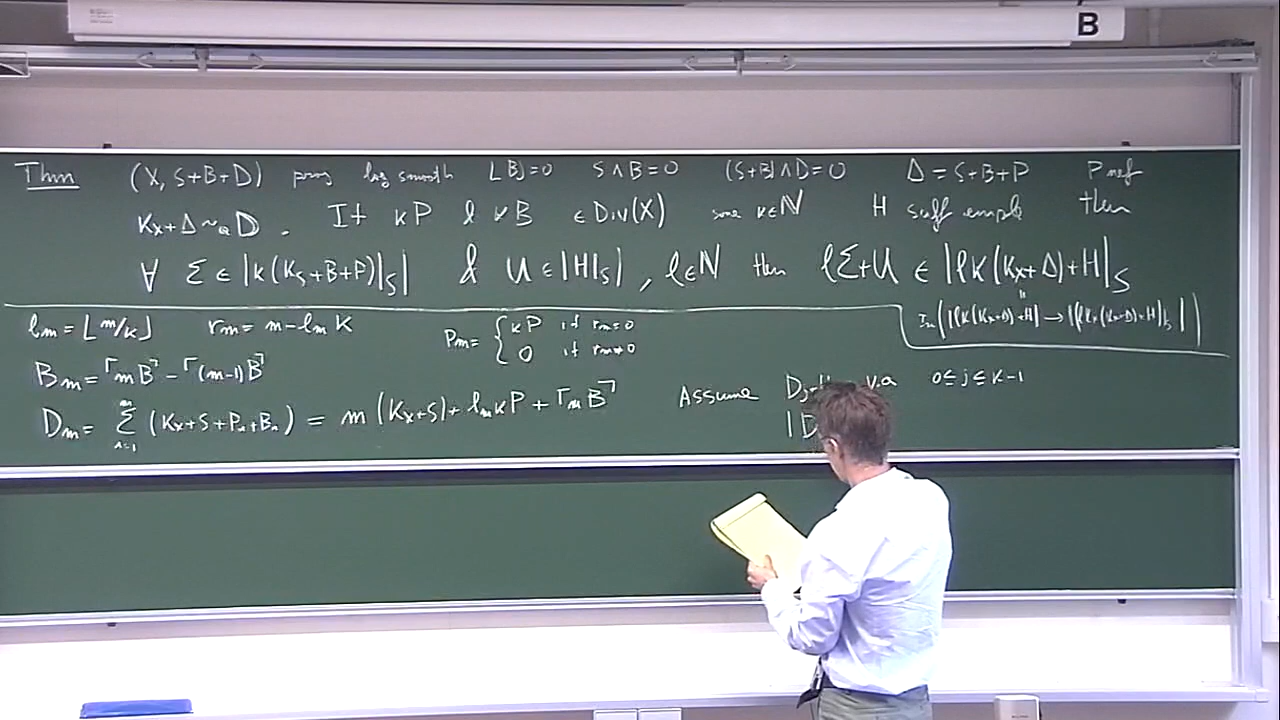 B
Thm (X, S+B+D) proj log smooth ⌊B⌋=0 S∧B=0 (S+B)∧D=0 Δ=S+B+P P nef
K_X+Δ ~_Q D. If kP & kB ∈ Div(X) some k∈ℕ H suff ample then
∀ Σ ∈ |k(K_S+B+P)|_S| & U ∈ |H|_S|, l∈ℕ then lΣ+U ∈ |lk(K_X+Δ)+H|_S
l_m = ⌊m/k⌋ r_m = m-l_m k P_m = { kP if r_m=0
0 if r_m≠0
Im(|lk(K_X+Δ)+H| → |(lk(K_X+Δ)+H)|_S|)
B_m = ⌈mB⌉ - ⌈(m-1)B⌉
D_m = Σ_{i=1}^m (K_X+S+P_i+B_i) = m(K_X+S)+l_m kP+⌈mB⌉ Assume D_j 0≤j≤k-1
|D